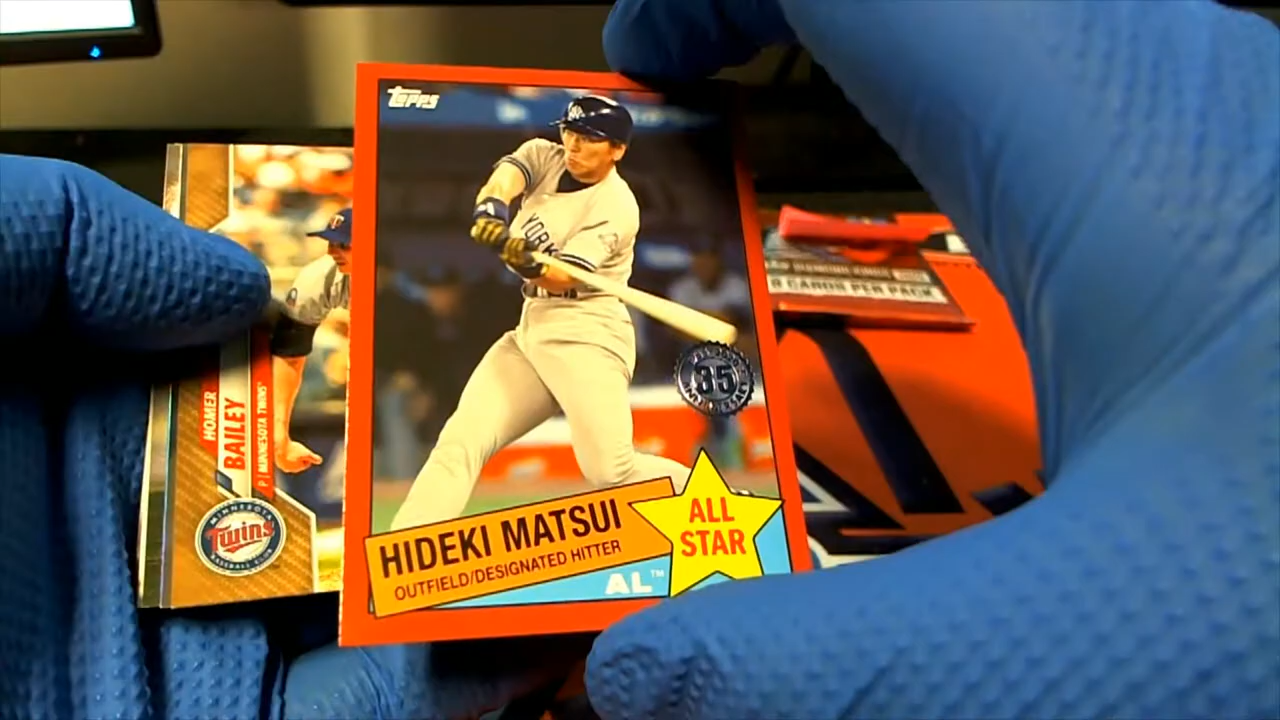 Topps
YORK
35
HIDEKI MATSUI
OUTFIELD/DESIGNATED HITTER
AL™
ALL
STAR
HOMER
BAILEY
P | MINNESOTA TWINS®
MINNESOTA
Twins
BASEBALL CLUB
CARDS PER PACK